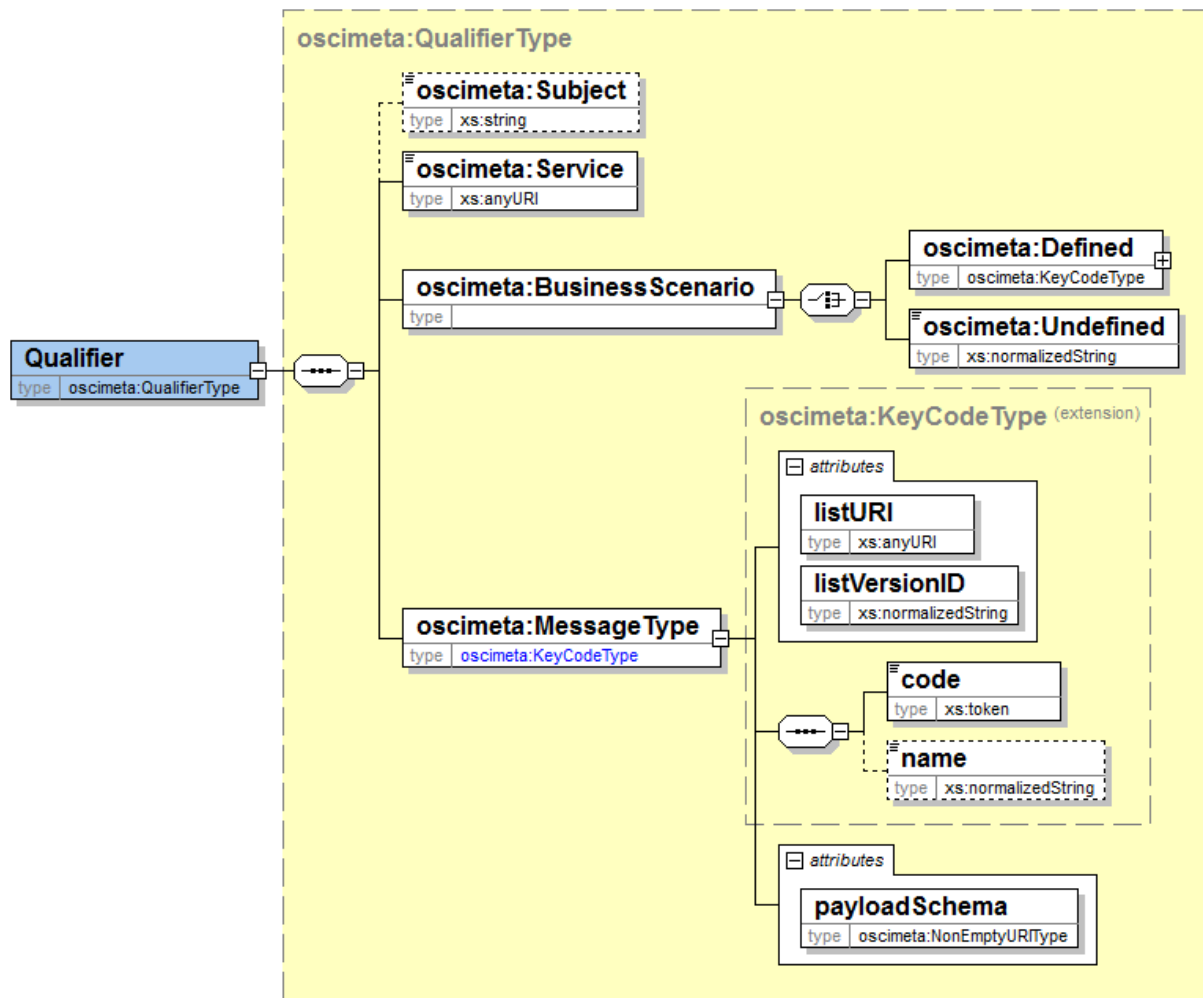 oscimeta:QualifierType
oscimeta:Subject
type xs:string
oscimeta:Service
type xs:anyURI
oscimeta:BusinessScenario
type
oscimeta:Defined
type oscimeta:KeyCodeType
oscimeta:Undefined
type xs:normalizedString
Qualifier
type oscimeta:QualifierType
oscimeta:KeyCodeType (extension)
attributes
listURI
type xs:anyURI
listVersionID
type xs:normalizedString
oscimeta:MessageType
type oscimeta:KeyCodeType
code
type xs:token
name
type xs:normalizedString
attributes
payloadSchema
type oscimeta:NonEmptyURIType